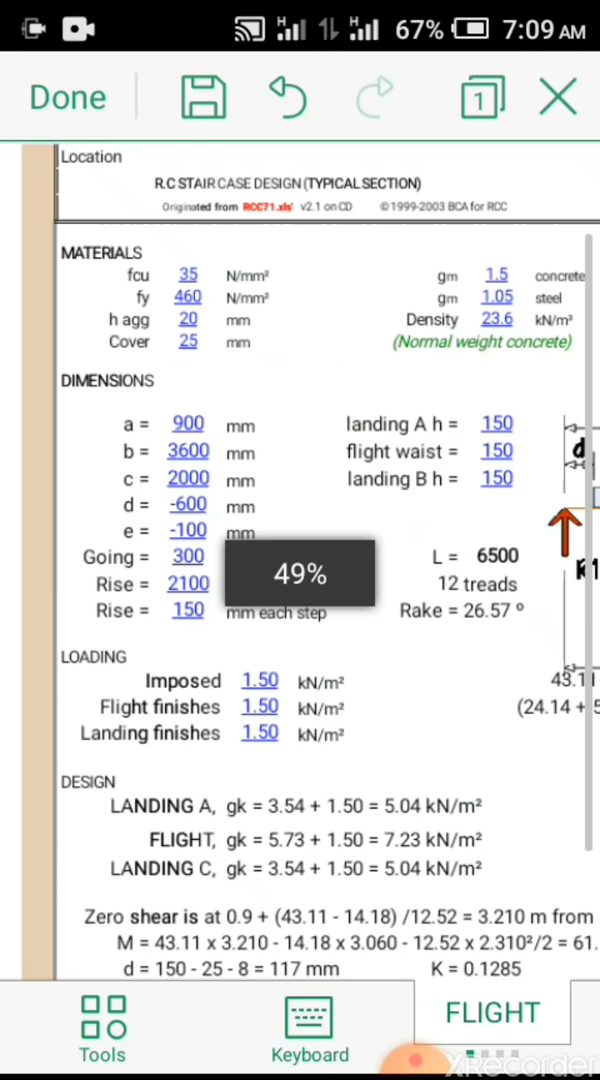 H H 67% 7:09 AM
Done 1
Location
R.C STAIR CASE DESIGN (TYPICAL SECTION)
Originated from RCC71.xls' v2.1 on CD ©1999-2003 BCA for RCC
MATERIALS
fcu 35 N/mm² gm 1.5 concrete
fy 460 N/mm² gm 1.05 steel
h agg 20 mm Density 23.6 kN/m³
Cover 25 mm (Normal weight concrete)
DIMENSIONS
a = 900 mm landing A h = 150
b = 3600 mm flight waist = 150 d
c = 2000 mm landing B h = 150
d = -600 mm
e = -100 mm
Going = 300 L = 6500
Rise = 2100 12 treads
Rise = 150 mm each step Rake = 26.57 º
49%
LOADING
Imposed 1.50 kN/m² 43.11
Flight finishes 1.50 kN/m² (24.14 + 5
Landing finishes 1.50 kN/m²
DESIGN
LANDING A, gk = 3.54 + 1.50 = 5.04 kN/m²
FLIGHT, gk = 5.73 + 1.50 = 7.23 kN/m²
LANDING C, gk = 3.54 + 1.50 = 5.04 kN/m²
Zero shear is at 0.9 + (43.11 - 14.18) /12.52 = 3.210 m from
M = 43.11 x 3.210 - 14.18 x 3.060 - 12.52 x 2.310²/2 = 61.
d = 150 - 25 - 8 = 117 mm K = 0.1285
Tools Keyboard FLIGHT
XRecorder